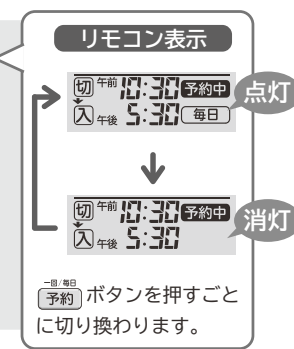 リモコン表示
切 午前 10:30 予約中
入 午後 5:30 毎日
点灯
切 午前 10:30 予約中
入 午後 5:30
消灯
一回/毎日
予約 ボタンを押すごと
に切り換わります。